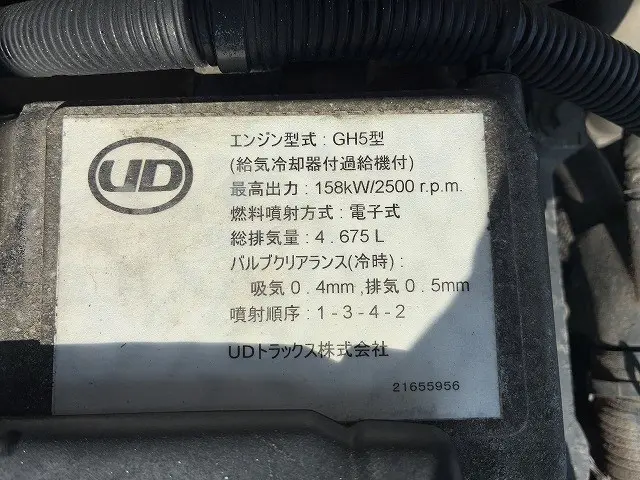 UD
エンジン型式 : GH5型
(給気冷却器付過給機付)
最高出力 : 158kW/2500 r.p.m.
燃料噴射方式 : 電子式
総排気量 : 4.675 L
バルブクリアランス(冷時) :
吸気 0.4mm ,排気 0.5mm
噴射順序 : 1-3-4-2
UDトラックス株式会社
21655956